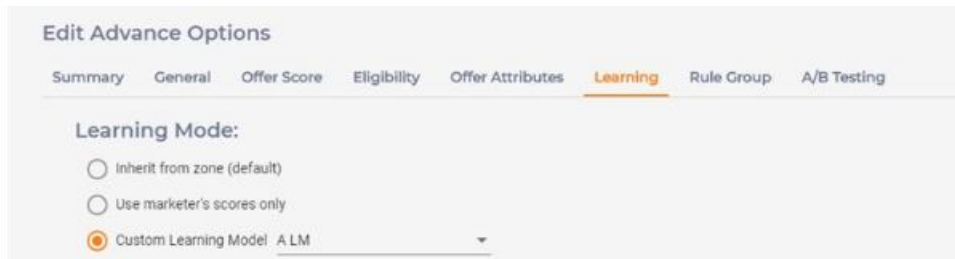 Edit Advance Options
Summary General Offer Score Eligibility Offer Attributes Learning Rule Group A/B Testing
Learning Mode:
Inherit from zone (default)
Use marketer's scores only
Custom Learning Model A LM